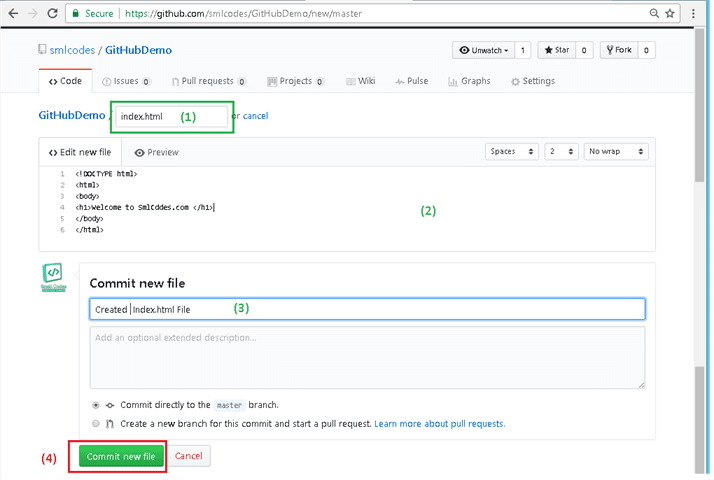 Secure https://github.com/smlcodes/GitHubDemo/new/master
smlcodes / GitHubDemo
Unwatch 1 Star 0 Fork 0
Code Issues 0 Pull requests 0 Projects 0 Wiki Pulse Graphs Settings
GitHubDemo / index.html (1) or cancel
Edit new file Preview Spaces 2 No wrap
1 <!DOCTYPE html>
2 <html>
3 <body>
4 <h1>Welcome to SmlCddes.com </h1>
5 </body>
6 </html>
(2)
Commit new file
Created Index.html File (3)
Add an optional extended description...
Commit directly to the master branch.
Create a new branch for this commit and start a pull request. Learn more about pull requests.
(4) Commit new file Cancel